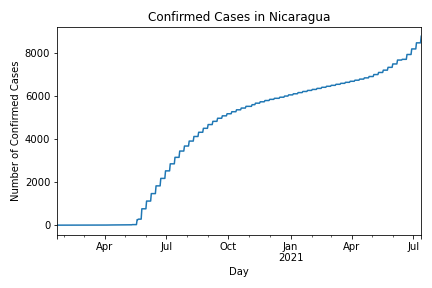 Confirmed Cases in Nicaragua
Number of Confirmed Cases
8000
6000
4000
2000
0
Apr
Jul
Oct
Jan
2021
Apr
Jul
Day